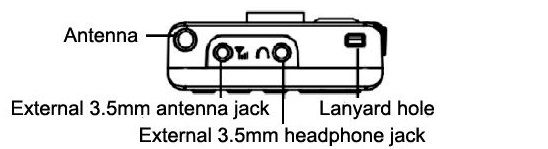 Antenna
External 3.5mm antenna jack
Lanyard hole
External 3.5mm headphone jack